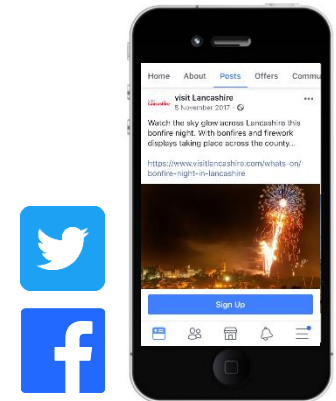 Home About Posts Offers Commu
visit Lancashire
5 November 2017
Watch the sky glow across Lancashire this
bonfire night. With bonfires and firework
displays taking place across the county...
https://www.visitlancashire.com/whats-on/
bonfire-night-in-lancashire
Sign Up